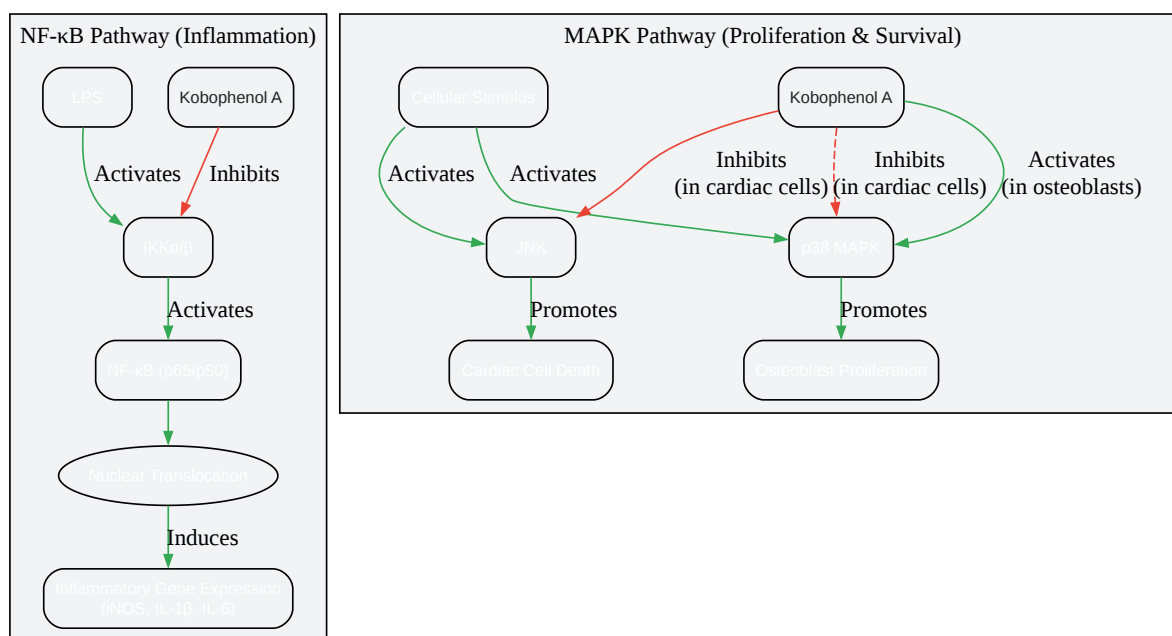 NF-κB Pathway (Inflammation)
LPS
Kobophenol A
Activates
Inhibits
IKKα/β
Activates
NF-κB (p65/p50)
Nuclear Translocation
Induces
Inflammatory Gene Expression
(iNOS, IL-1β, IL-6)
MAPK Pathway (Proliferation & Survival)
Cellular Stimulus
Kobophenol A
Activates
Activates
Inhibits
(in cardiac cells)
Inhibits
(in cardiac cells)
Activates
(in osteoblasts)
JNK
p38 MAPK
Promotes
Promotes
Cardiac Cell Death
Osteoblast Proliferation